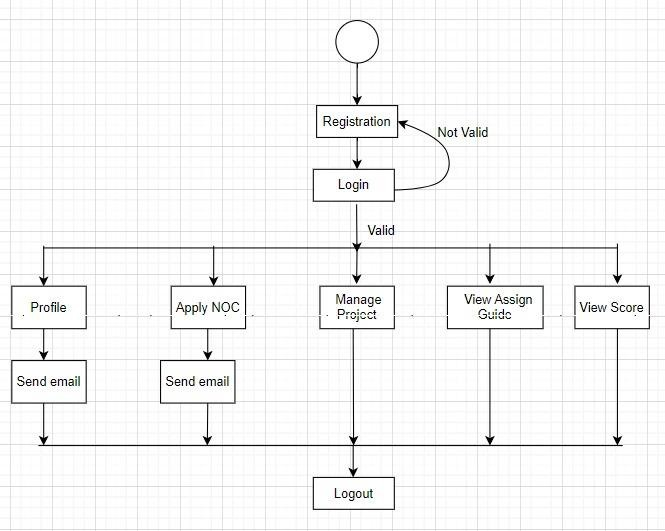 Registration
Not Valid
Login
Valid
Profile
Apply NOC
Manage
Project
View Assign
Guide
View Score
Send email
Send email
Logout